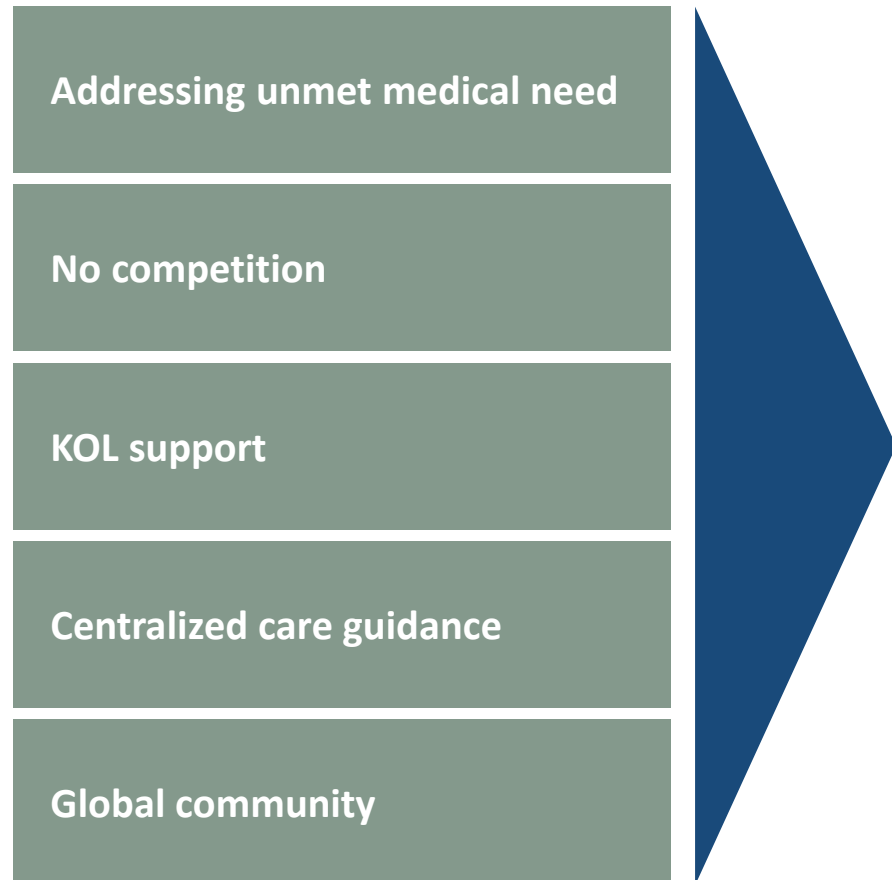 Addressing unmet medical need
No competition
KOL support
Centralized care guidance
Global community